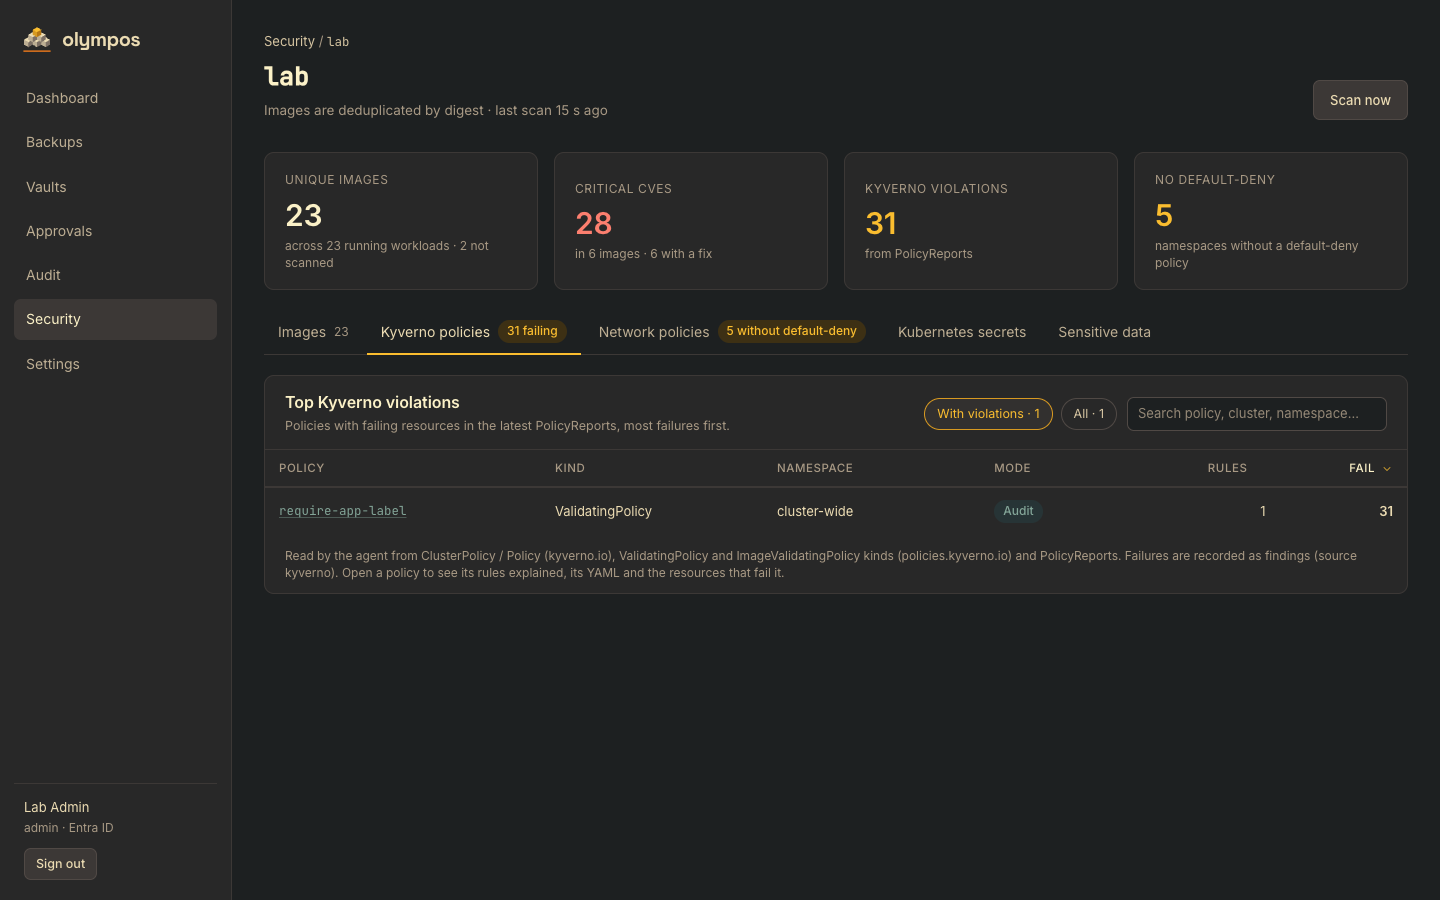 olympos
Dashboard
Backups
Vaults
Approvals
Audit
Security
Settings
Lab Admin
admin · Entra ID
Sign out
Security / lab
lab
Images are deduplicated by digest · last scan 15 s ago
Scan now
UNIQUE IMAGES
23
across 23 running workloads · 2 not
scanned
CRITICAL CVES
28
in 6 images · 6 with a fix
KYVERNO VIOLATIONS
31
from PolicyReports
NO DEFAULT-DENY
5
namespaces without a default-deny
policy
Images 23 Kyverno policies 31 failing Network policies 5 without default-deny Kubernetes secrets Sensitive data
Top Kyverno violations
Policies with failing resources in the latest PolicyReports, most failures first.
With violations · 1 All · 1 Search policy, cluster, namespace...
POLICY KIND NAMESPACE MODE RULES FAIL
require-app-label ValidatingPolicy cluster-wide Audit 1 31
Read by the agent from ClusterPolicy / Policy (kyverno.io), ValidatingPolicy and ImageValidatingPolicy kinds (policies.kyverno.io) and PolicyReports. Failures are recorded as findings (source
kyverno). Open a policy to see its rules explained, its YAML and the resources that fail it.